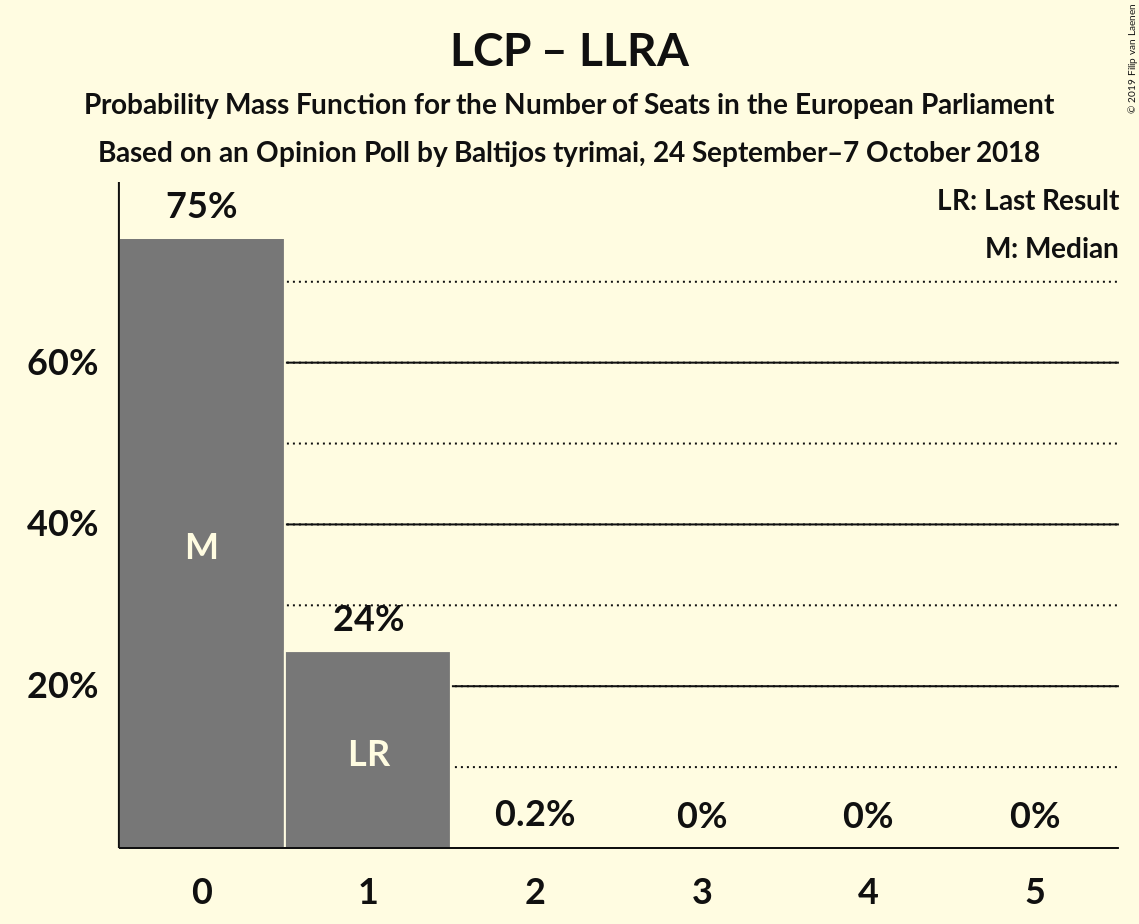 LCP – LLRA
Probability Mass Function for the Number of Seats in the European Parliament
Based on an Opinion Poll by Baltijos tyrimai, 24 September–7 October 2018
© 2019 Filip van Laenen
LR: Last Result
M: Median
75%
60%
40%
M
24%
20%
LR
0.2%
0%
0%
0%
0 1 2 3 4 5